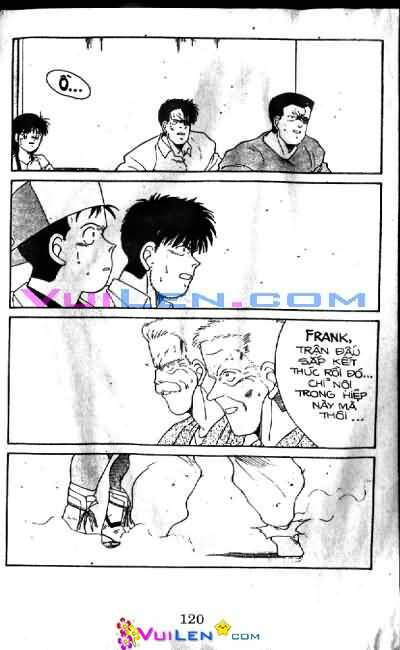 Ồ...
VUILEN.COM
FRANK,
TRẬN ĐẤU
SẮP KẾT
THÚC RỒI ĐÓ...
CHỈ NỘI
TRONG HIỆP
NÀY MÀ
THÔI...
120
VUILEN.COM